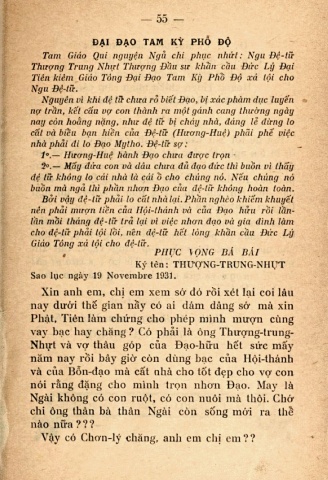 — 55 —
ĐẠI ĐẠO TAM KỲ PHỔ ĐỘ
Tam Giáo Qui nguyện Ngũ chi phục nhứt: Ngu Đệ-tử
Thượng Trung Nhựt Thượng Đầu sư khần cầu Đức Lý Đại
Tiên kiêm Giáo Tông Đại Đạo Tam Kỳ Phổ Độ xá tội cho
Ngu Đệ-tử.
Nguyên vì khi đệ tử chưa rõ biết Đạo, bị xác phàm dục luyến
nợ trần, kết cấu vợ con thành ra một gánh cang thường ngày
nay còn hoằng nặng, như đệ tử bị cháy nhà, đáng lẽ đừng lo
cất và biểu bạn hiền của Đệ-tử (Hương-Huệ) phải phế việc
nhà phải đi lo Đạo Mytho. Đệ-tử sợ:
1º.— Hương-Huệ hành Đạo chưa được trọn
2º.— Mấy đứa con và dâu chưa đủ đạo đức thì buồn vì thấy
đệ tử không lo cái nhà là cái ổ cho chúng nó. Nếu chúng nó
buồn mà ngã thì phần nhơn Đạo của đệ-tử không hoàn toàn.
Bởi vậy đệ-tử phải lo cất nhà lại. Phần nghèo khiếm khuyết
nên phải mượn tiền của Hội-thánh và của Đạo-hữu rồi lần-
lần mỗi tháng đệ-tử trả lại vì việc nhơn đạo và gia đình làm
cho đệ-tử phải tội lỗi, nên đệ-tử hết lòng khẩn cầu Đức Lý
Giáo Tông xá tội cho đệ-tử.
PHỤC VỌNG BÁ BÁI
Ký tên: THƯỢNG-TRUNG-NHỰT
Sao lục ngày 19 Novembre 1931.
Xin anh em, chị em xem sớ đó rồi xét lại coi lâu
nay dưới thế gian nầy có ai dám dâng sớ mà xin
Phật, Tiên làm chứng cho phép mình mượn cùng
vay bạc hay chăng? Có phải là ông Thượng-trung-
Nhựt và vợ thâu góp của Đạo-hữu hết sức mấy
năm nay rồi bây giờ còn dùng bạc của Hội-thánh
và của Bổn-đạo mà cất nhà cho tốt đẹp cho vợ con
nói rằng đặng cho mình trọn nhơn Đạo. May là
Ngài không có con ruột, có con nuôi mà thôi. Chớ
chi ông thân bà thân Ngài còn sống mới ra thế
nào nữa???
Vậy có Chơn-lý chăng, anh em chị em??